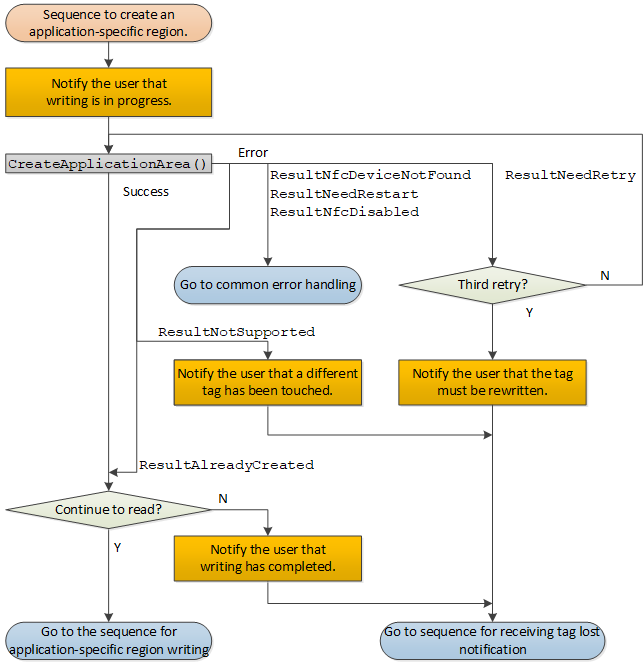 Sequence to create an
application-specific region.
Notify the user that
writing is in progress.
CreateApplicationArea()
Error
Success
ResultNfcDeviceNotFound
ResultNeedRestart
ResultNfcDisabled
ResultNeedRetry
Go to common error handling
Third retry?
N
Y
ResultNotSupported
Notify the user that a different
tag has been touched.
Notify the user that the tag
must be rewritten.
ResultAlreadyCreated
Continue to read?
N
Y
Notify the user that
writing has completed.
Go to the sequence for
application-specific region writing
Go to sequence for receiving tag lost
notification